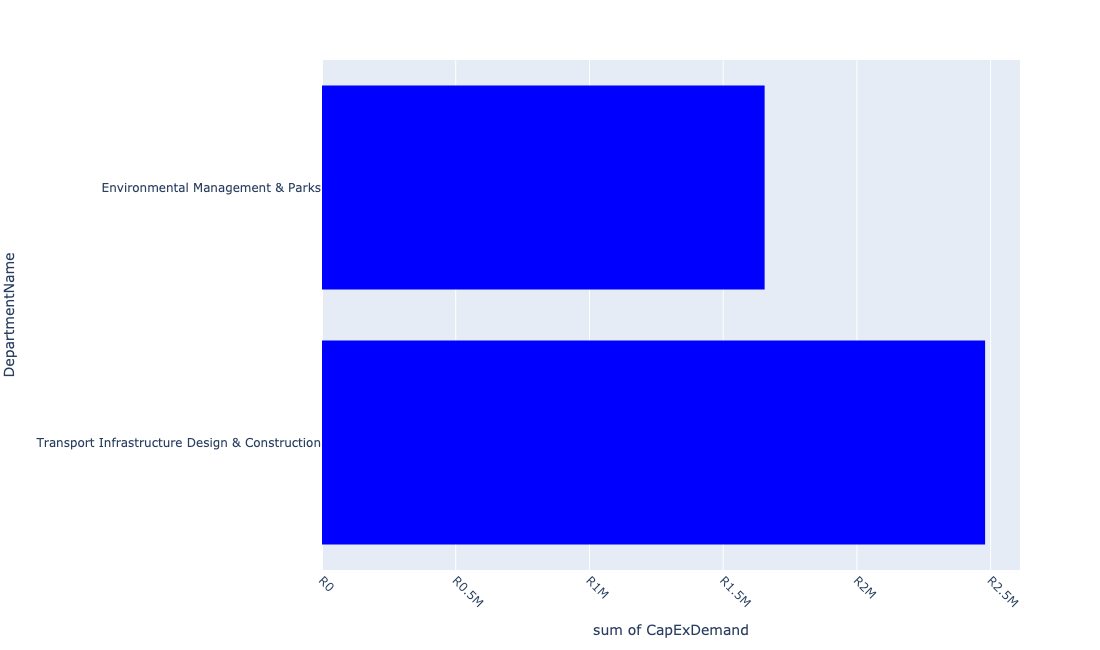 DepartmentName
Environmental Management & Parks
Transport Infrastructure Design & Construction
R0
R0.5M
R1M
R1.5M
R2M
R2.5M
sum of CapExDemand